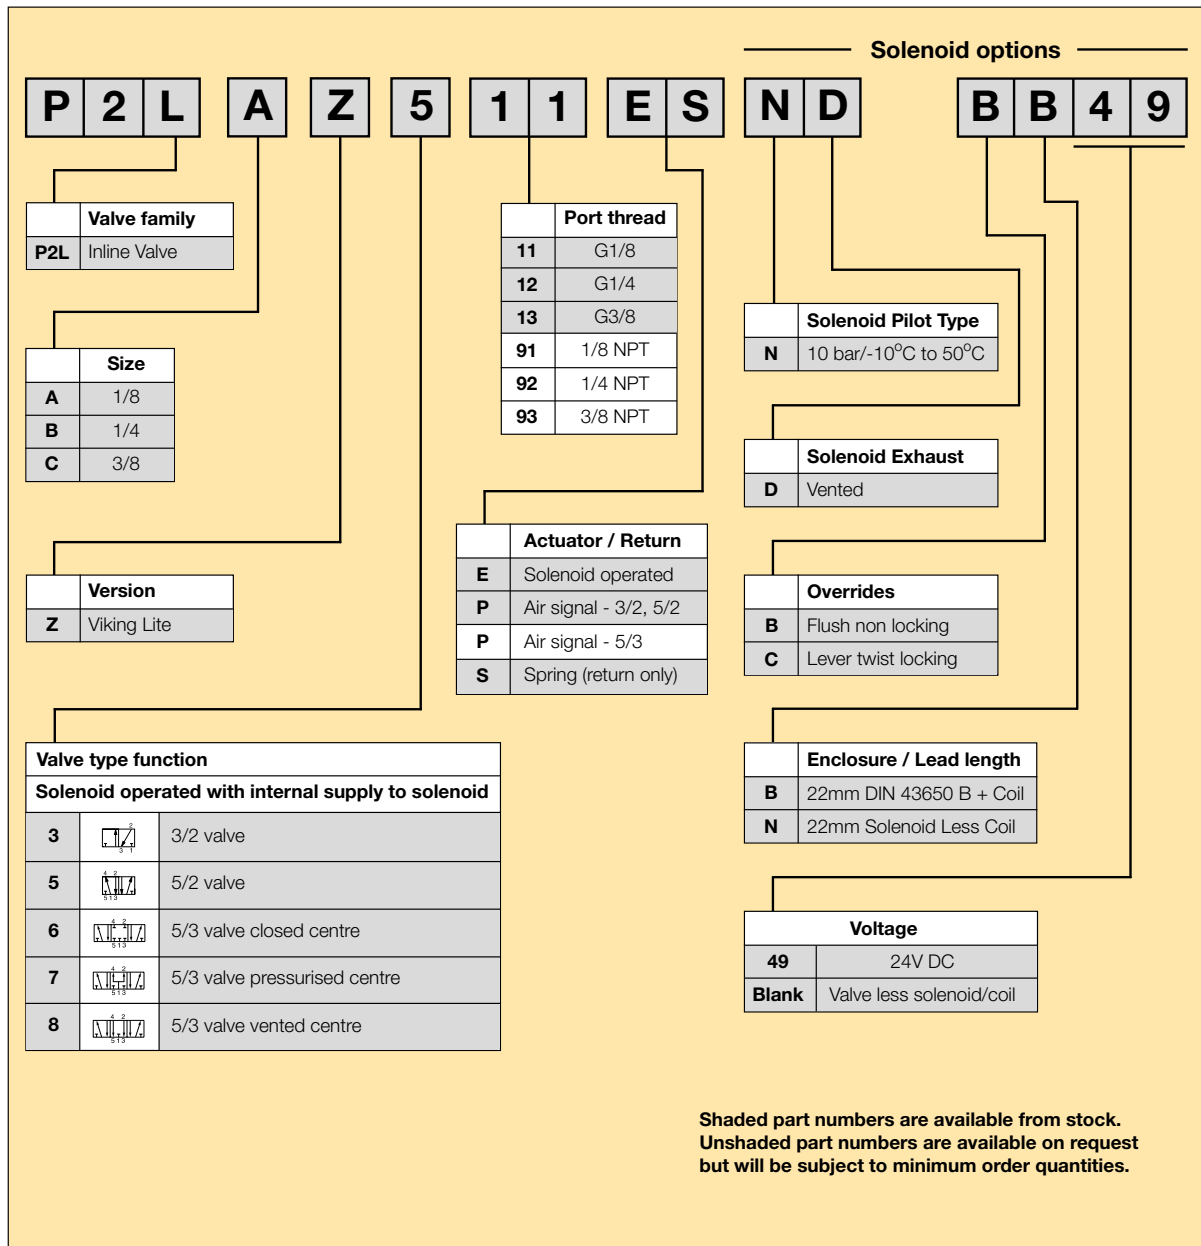 Solenoid options
P 2 L A Z 5 1 1 E S N D B B 4 9
Valve family
P2L Inline Valve
Size
A 1/8
B 1/4
C 3/8
Version
Z Viking Lite
Valve type function
Solenoid operated with internal supply to solenoid
3 3/2 valve
5 5/2 valve
6 5/3 valve closed centre
7 5/3 valve pressurised centre
8 5/3 valve vented centre
Port thread
11 G1/8
12 G1/4
13 G3/8
91 1/8 NPT
92 1/4 NPT
93 3/8 NPT
Actuator / Return
E Solenoid operated
P Air signal - 3/2, 5/2
P Air signal - 5/3
S Spring (return only)
Solenoid Pilot Type
N 10 bar/-10°C to 50°C
Solenoid Exhaust
D Vented
Overrides
B Flush non locking
C Lever twist locking
Enclosure / Lead length
B 22mm DIN 43650 B + Coil
N 22mm Solenoid Less Coil
Voltage
49 24V DC
Blank Valve less solenoid/coil
Shaded part numbers are available from stock.
Unshaded part numbers are available on request
but will be subject to minimum order quantities.